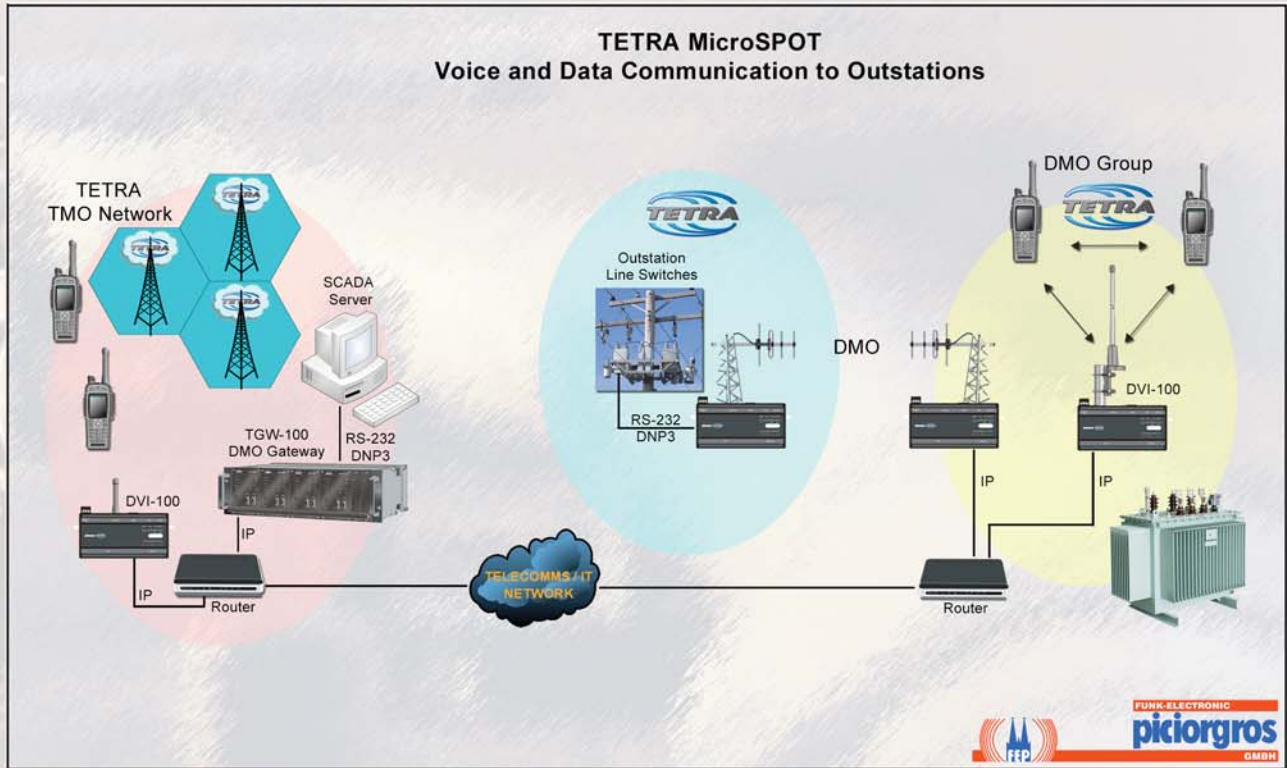 TETRA MicroSPOT
Voice and Data Communication to Outstations
TETRA
TMO Network
TETRA
TETRA
TETRA
SCADA
Server
TGW-100
DMO Gateway
RS-232
DNP3
DVI-100
IP
IP
Router
TELECOMMS / IT
NETWORK
TETRA
Outstation
Line Switches
RS-232
DNP3
DMO
DMO Group
TETRA
DVI-100
IP
IP
Router
FEP
FUNK-ELECTRONIC
piciorgros
GMBH